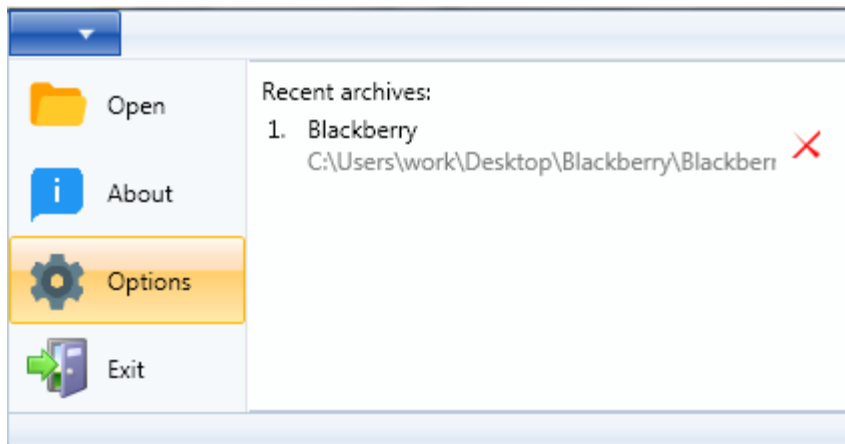 Open
About
Options
Exit
Recent archives:
1. Blackberry
C:\Users\work\Desktop\Blackberry\Blackberr